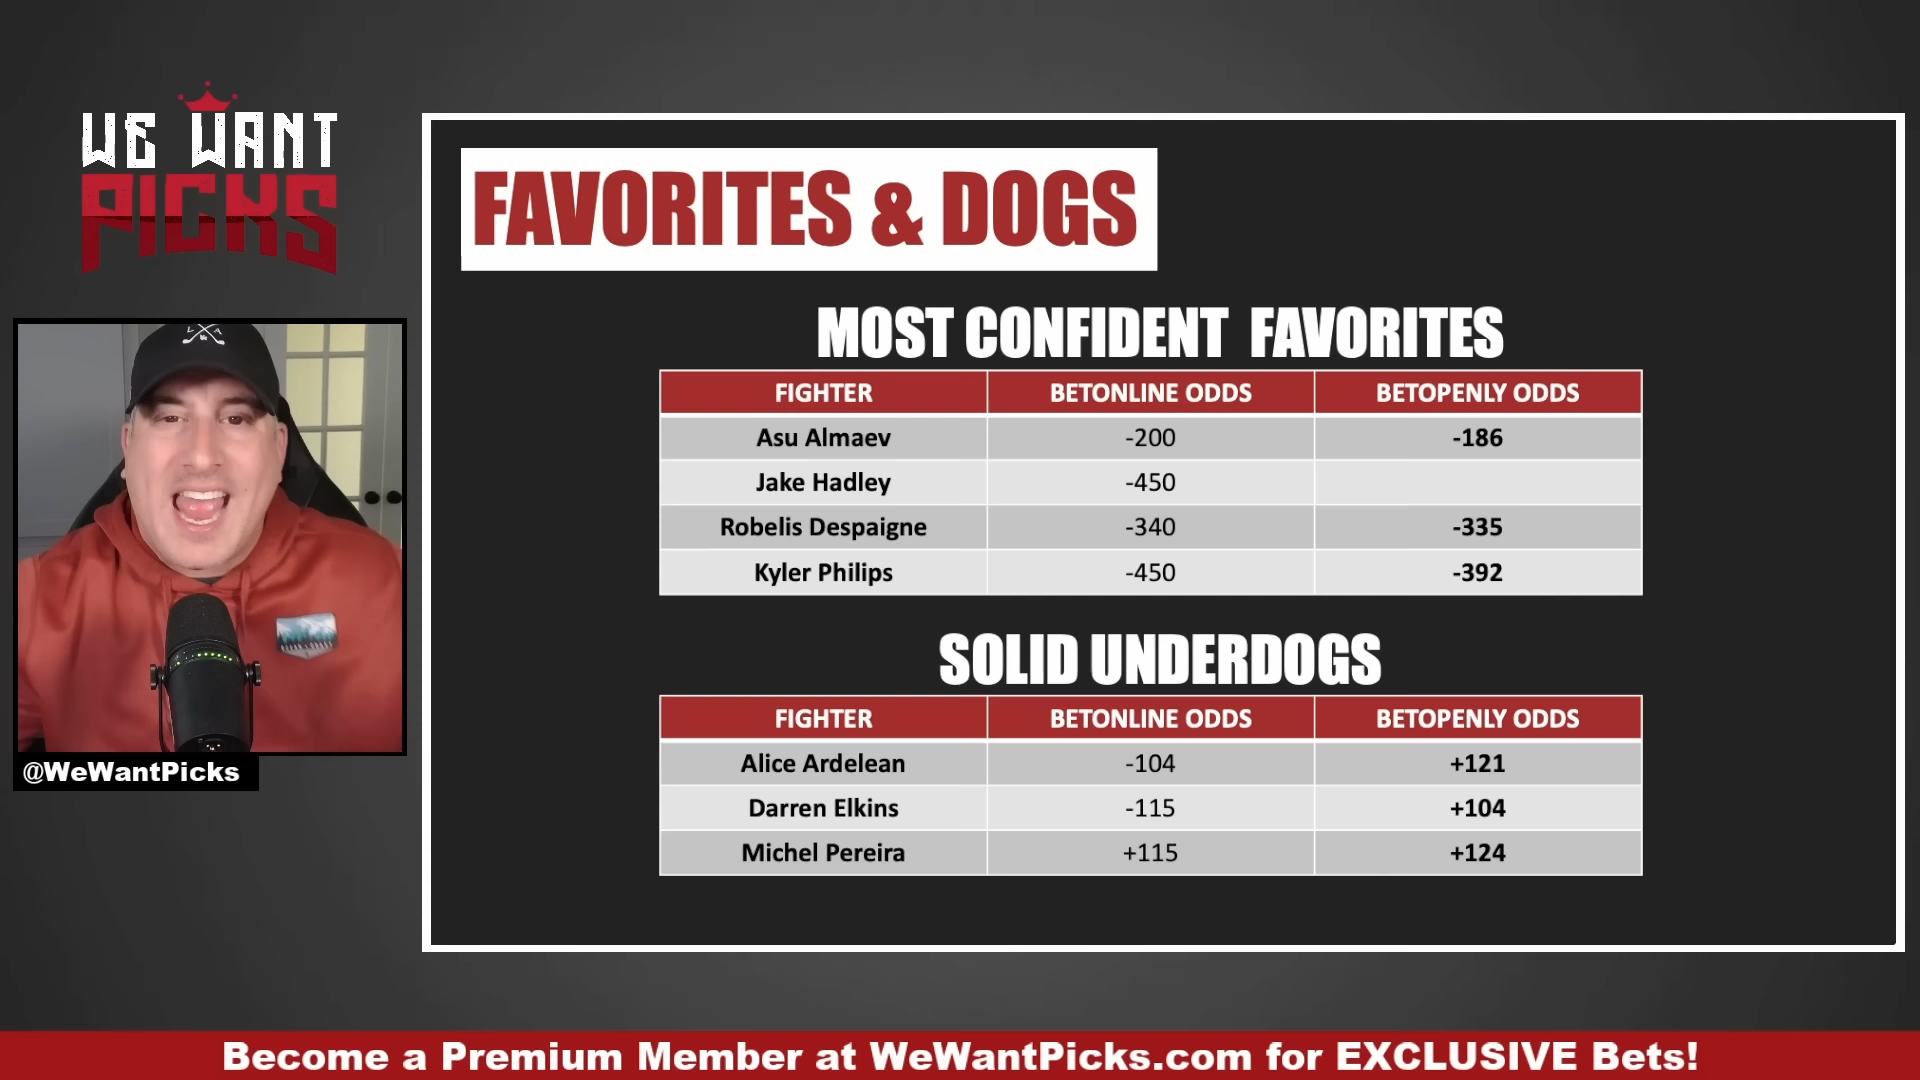 WE WANT
PICKS
FAVORITES & DOGS
MOST CONFIDENT FAVORITES
FIGHTER BETONLINE ODDS BETOPENLY ODDS
Asu Almaev -200 -186
Jake Hadley -450
Robelis Despaigne -340 -335
Kyler Philips -450 -392
SOLID UNDERDOGS
FIGHTER BETONLINE ODDS BETOPENLY ODDS
Alice Ardelean -104 +121
Darren Elkins -115 +104
Michel Pereira +115 +124
@WeWantPicks
Become a Premium Member at WeWantPicks.com for EXCLUSIVE Bets!